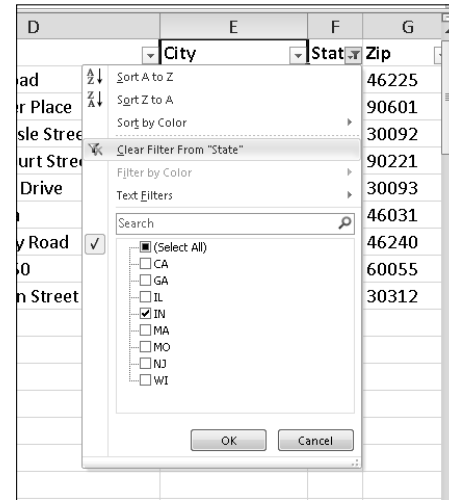 D E F G
City Stat Zip
ad 46225
r Place 90601
sle Stree 30092
urt Stre 90221
Drive 30093
46031
y Road 46240
0 60055
n Street 30312
A Z Sort A to Z
Z A Sort Z to A
Sort by Color
Clear Filter From "State"
Filter by Color
Text Filters
Search
(Select All)
CA
GA
IL
IN
MA
MO
NJ
WI
OK Cancel